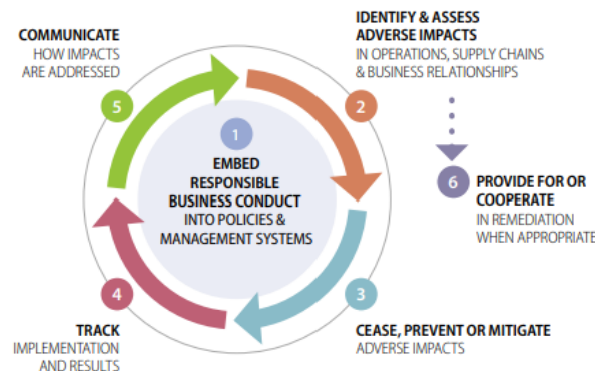 COMMUNICATE
HOW IMPACTS
ARE ADDRESSED
5
IDENTIFY & ASSESS
ADVERSE IMPACTS
IN OPERATIONS, SUPPLY CHAINS
& BUSINESS RELATIONSHIPS
2
1
EMBED
RESPONSIBLE
BUSINESS CONDUCT
INTO POLICIES &
MANAGEMENT SYSTEMS
6
PROVIDE FOR OR
COOPERATE
IN REMEDIATION
WHEN APPROPRIATE
4
TRACK
IMPLEMENTATION
AND RESULTS
3
CEASE, PREVENT OR MITIGATE
ADVERSE IMPACTS